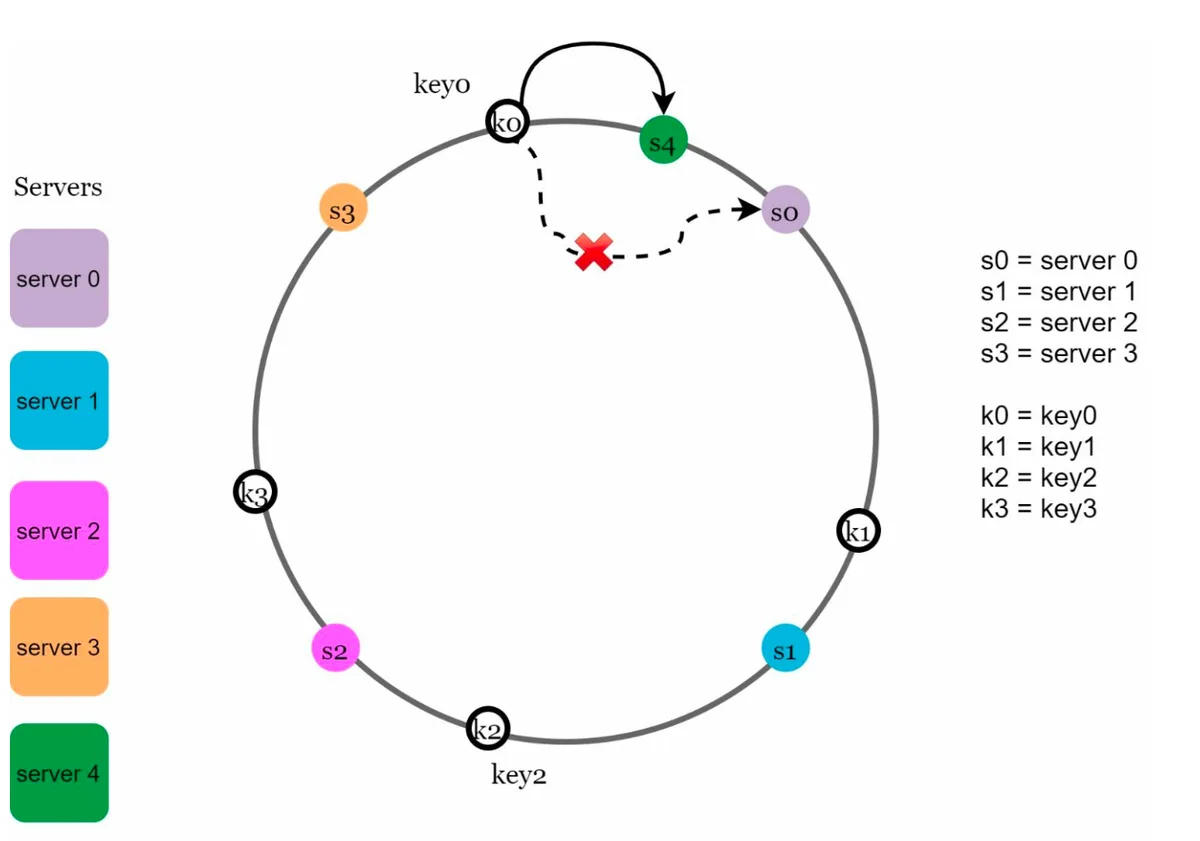 key0
k0
s4
s3
s0
Servers
server 0
server 1
server 2
server 3
server 4
k3
k1
s2
s1
k2
key2
s0 = server 0
s1 = server 1
s2 = server 2
s3 = server 3
k0 = key0
k1 = key1
k2 = key2
k3 = key3